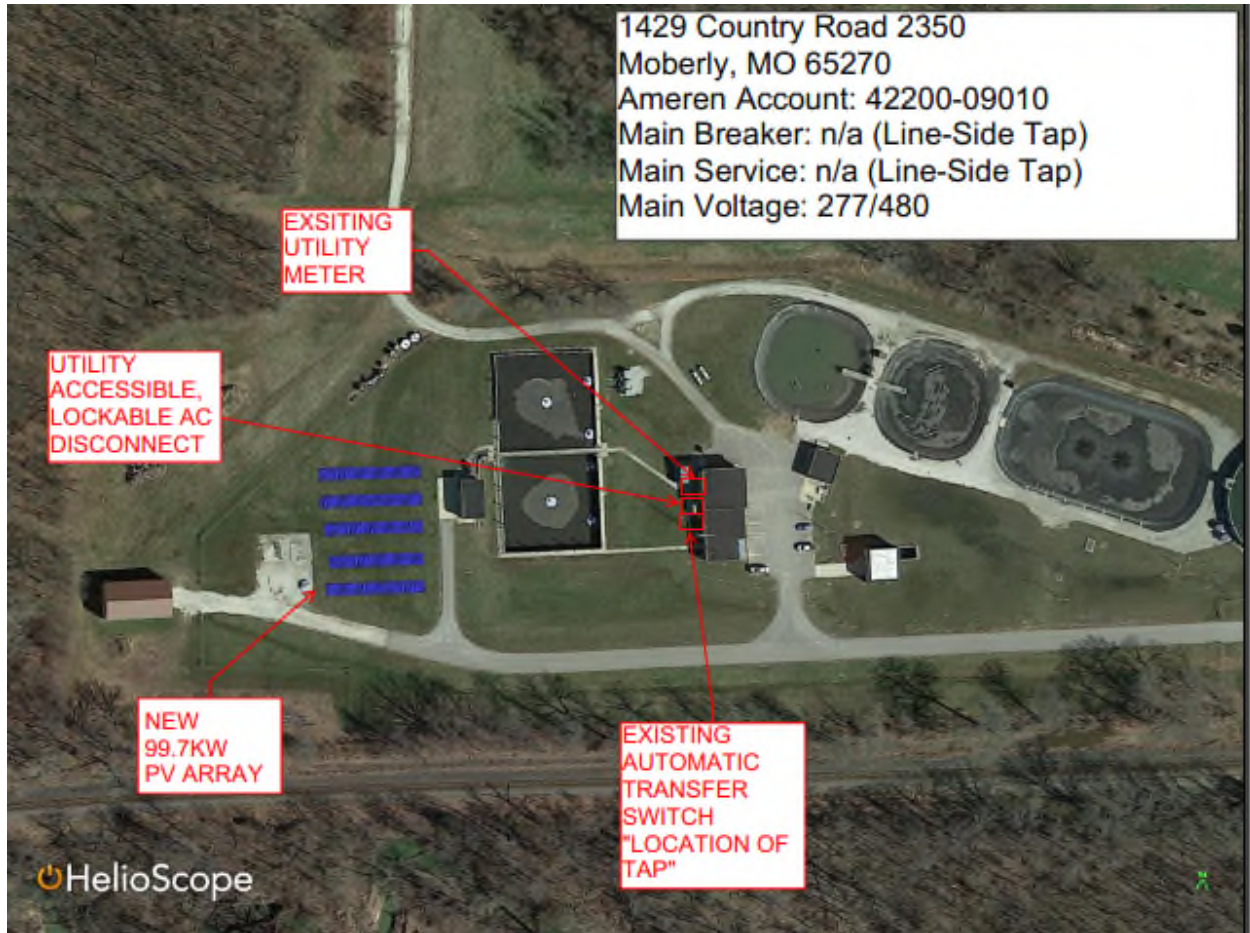 1429 Country Road 2350
Moberly, MO 65270
Ameren Account: 42200-09010
Main Breaker: n/a (Line-Side Tap)
Main Service: n/a (Line-Side Tap)
Main Voltage: 277/480
EXSITING
UTILITY
METER
UTILITY
ACCESSIBLE,
LOCKABLE AC
DISCONNECT
NEW
99.7KW
PV ARRAY
EXISTING
AUTOMATIC
TRANSFER
SWITCH
"LOCATION OF
TAP"
HelioScope
N